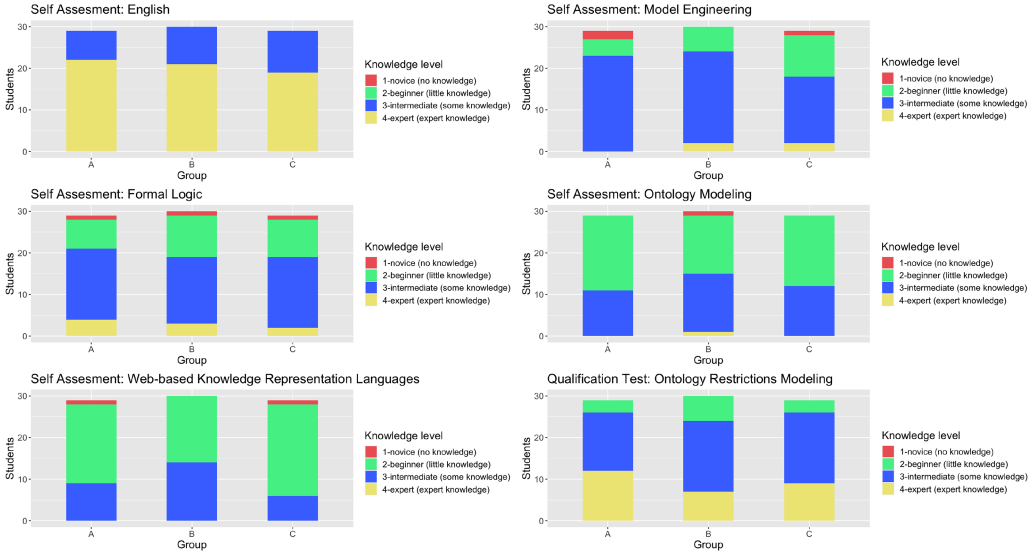 Self Assesment: English
30
20
10
0
Students
A
B
C
Group
Knowledge level
1-novice (no knowledge)
2-beginner (little knowledge)
3-intermediate (some knowledge)
4-expert (expert knowledge)
Self Assesment: Model Engineering
30
20
10
0
Students
A
B
C
Group
Knowledge level
1-novice (no knowledge)
2-beginner (little knowledge)
3-intermediate (some knowledge)
4-expert (expert knowledge)
Self Assesment: Formal Logic
30
20
10
0
Students
A
B
C
Group
Knowledge level
1-novice (no knowledge)
2-beginner (little knowledge)
3-intermediate (some knowledge)
4-expert (expert knowledge)
Self Assesment: Ontology Modeling
30
20
10
0
Students
A
B
C
Group
Knowledge level
1-novice (no knowledge)
2-beginner (little knowledge)
3-intermediate (some knowledge)
4-expert (expert knowledge)
Self Assesment: Web-based Knowledge Representation Languages
30
20
10
0
Students
A
B
C
Group
Knowledge level
1-novice (no knowledge)
2-beginner (little knowledge)
3-intermediate (some knowledge)
4-expert (expert knowledge)
Qualification Test: Ontology Restrictions Modeling
30
20
10
0
Students
A
B
C
Group
Knowledge level
1-novice (no knowledge)
2-beginner (little knowledge)
3-intermediate (some knowledge)
4-expert (expert knowledge)